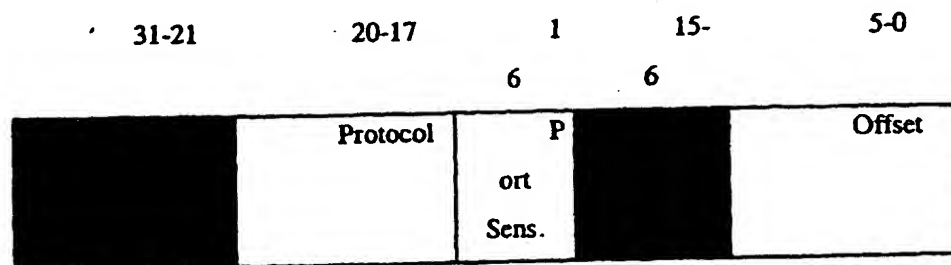 31-21 20-17 1 15- 5-0
6 6
Protocol P Offset
ort
Sens.